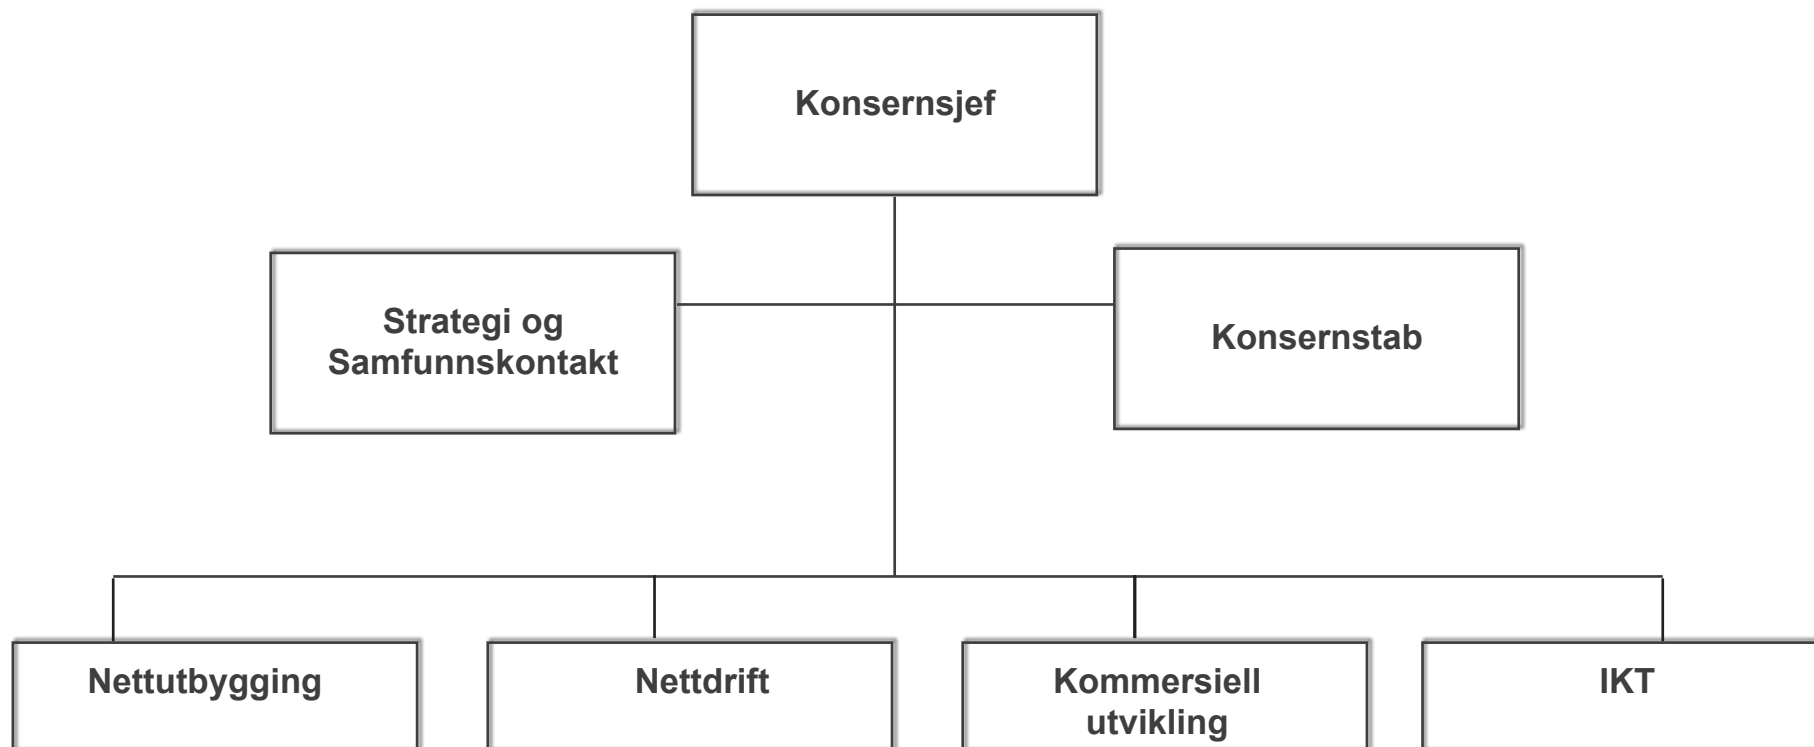 Konsernsjef
Strategi og
Samfunnskontakt
Konsernstab
Nettutbygging
Nettdrift
Kommersiell
utvikling
IKT